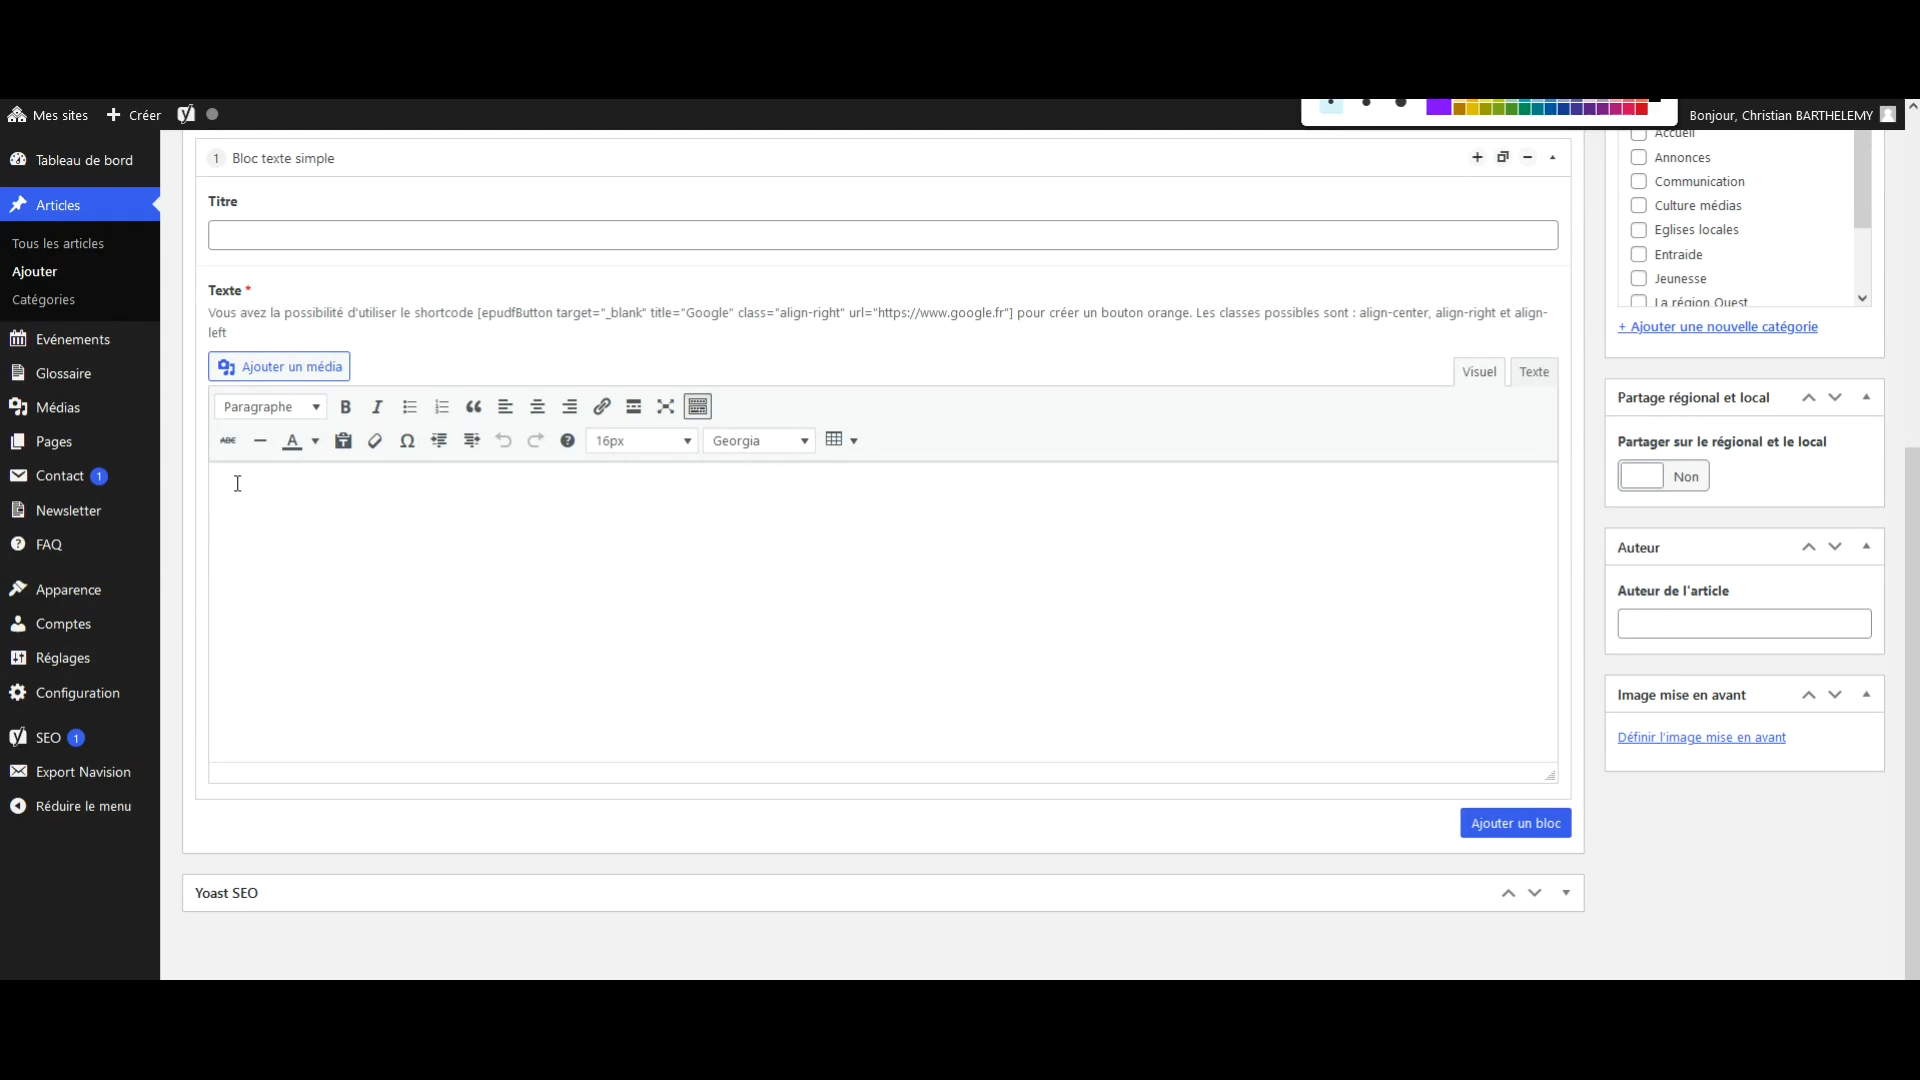 Mes sites
Créer
Bonjour, Christian BARTHELEMY
Tableau de bord
Articles
Tous les articles
Ajouter
Catégories
Evénements
Glossaire
Médias
Pages
Contact 1
Newsletter
FAQ
Apparence
Comptes
Réglages
Configuration
SEO 1
Export Navision
Réduire le menu
1 Bloc texte simple
Titre
Texte *
Vous avez la possibilité d'utiliser le shortcode [epudfButton target="_blank" title="Google" class="align-right" url="https://www.google.fr"] pour créer un bouton orange. Les classes possibles sont : align-center, align-right et align-
left
Ajouter un média
Visuel
Texte
Paragraphe
B I
ABC
A
Ω
16px
Georgia
Ajouter un bloc
Yoast SEO
Accueil
Annonces
Communication
Culture médias
Eglises locales
Entraide
Jeunesse
La région Ouest
+ Ajouter une nouvelle catégorie
Partage régional et local
Partager sur le régional et le local
Non
Auteur
Auteur de l'article
Image mise en avant
Définir l'image mise en avant